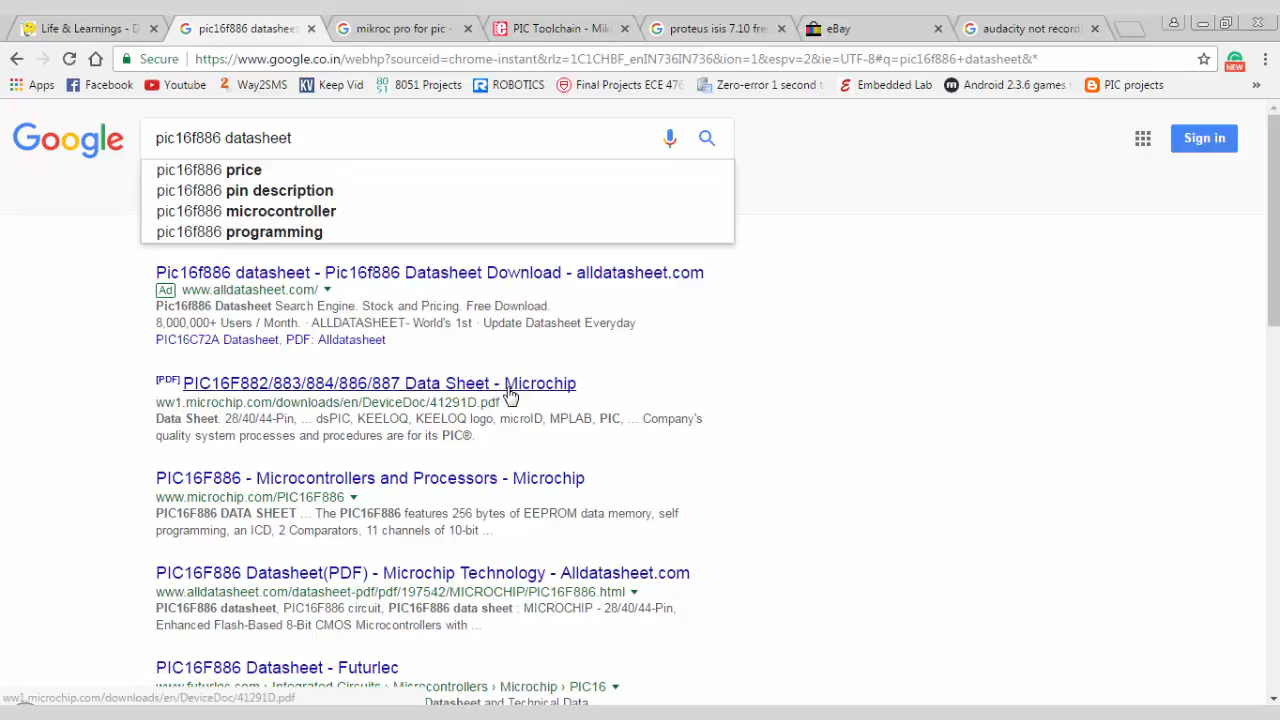 Life & Learnings - D
pic16f886 datasheet
mikroc pro for pic -
PIC Toolchain - Mik
proteus isis 7.10 fre
eBay
audacity not record
Secure
https://www.google.co.in/webhp?sourceid=chrome-instant&rlz=1C1CHBF_enIN736IN736&ion=1&espv=2&ie=UTF-8#q=pic16f886+datasheet&*
NEW
Apps
Facebook
Youtube
Way2SMS
Keep Vid
8051 Projects
ROBOTICS
Final Projects ECE 476
Zero-error 1 second t
Embedded Lab
Android 2.3.6 games
PIC projects
»
Google
pic16f886 datasheet
Sign in
pic16f886 price
pic16f886 pin description
pic16f886 microcontroller
pic16f886 programming
Pic16f886 datasheet - Pic16f886 Datasheet Download - alldatasheet.com
Ad www.alldatasheet.com/
Pic16f886 Datasheet Search Engine. Stock and Pricing. Free Download.
8,000,000+ Users / Month. · ALLDATASHEET- World's 1st · Update Datasheet Everyday
PIC16C72A Datasheet, PDF: Alldatasheet
[PDF] PIC16F882/883/884/886/887 Data Sheet - Microchip
ww1.microchip.com/downloads/en/DeviceDoc/41291D.pdf
Data Sheet. 28/40/44-Pin, ... dsPIC, KEELOQ, KEELOQ logo, microID, MPLAB, PIC, ... Company's
quality system processes and procedures are for its PIC®.
PIC16F886 - Microcontrollers and Processors - Microchip
www.microchip.com/PIC16F886
PIC16F886 DATA SHEET ... The PIC16F886 features 256 bytes of EEPROM data memory, self
programming, an ICD, 2 Comparators, 11 channels of 10-bit ...
PIC16F886 Datasheet(PDF) - Microchip Technology - Alldatasheet.com
www.alldatasheet.com/datasheet-pdf/pdf/197542/MICROCHIP/PIC16F886.html
PIC16F886 datasheet, PIC16F886 circuit, PIC16F886 data sheet : MICROCHIP - 28/40/44-Pin,
Enhanced Flash-Based 8-Bit CMOS Microcontrollers with ...
PIC16F886 Datasheet - Futurlec
www.futurlec.com › Integrated Circuits › Microcontrollers › Microchip › PIC16
ww1.microchip.com/downloads/en/DeviceDoc/41291D.pdf
Datasheet and Technical Data